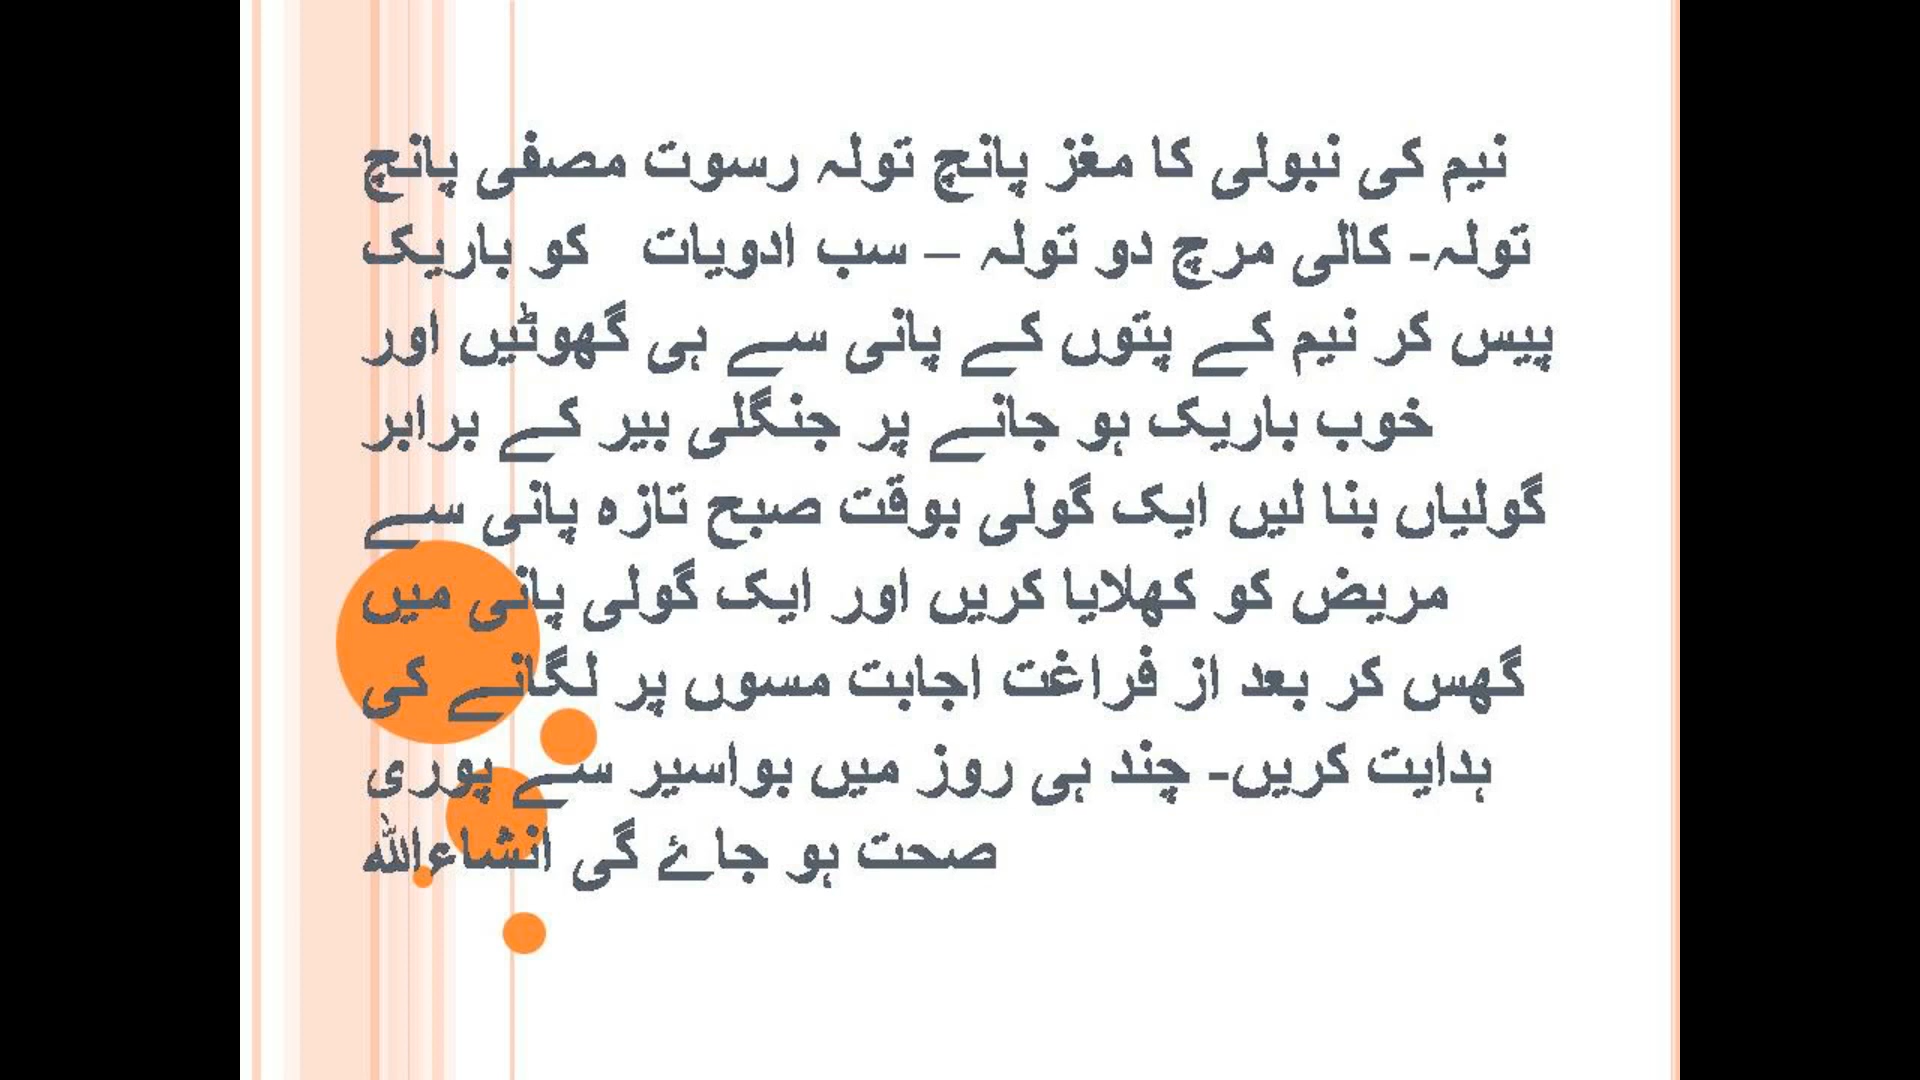 نیم کی نبولی کا مغز پانچ تولہ رسوت مصفی پانچ
تولہ- کالی مرچ دو تولہ – سب ادویات کو باریک
پیس کر نیم کے پتوں کے پانی سے ہی گھوٹیں اور
خوب باریک ہو جانے پر جنگلی بیر کے برابر
گولیاں بنا لیں ایک گولی بوقت صبح تازہ پانی سے
مریض کو کھلایا کریں اور ایک گولی پانی میں
گھس کر بعد از فراغت اجابت مسوں پر لگانے کی
ہدایت کریں- چند ہی روز میں بواسیر سے پوری
صحت ہو جاۓ گی انشاءاللہ